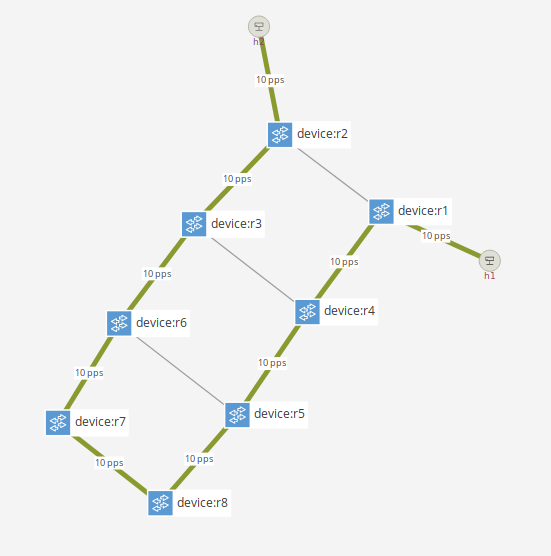 h2
10 pps
device:r2
10 pps
device:r3
device:r1
10 pps
h1
10 pps
10 pps
device:r4
device:r6
10 pps
10 pps
device:r5
device:r7
10 pps
10 pps
device:r8